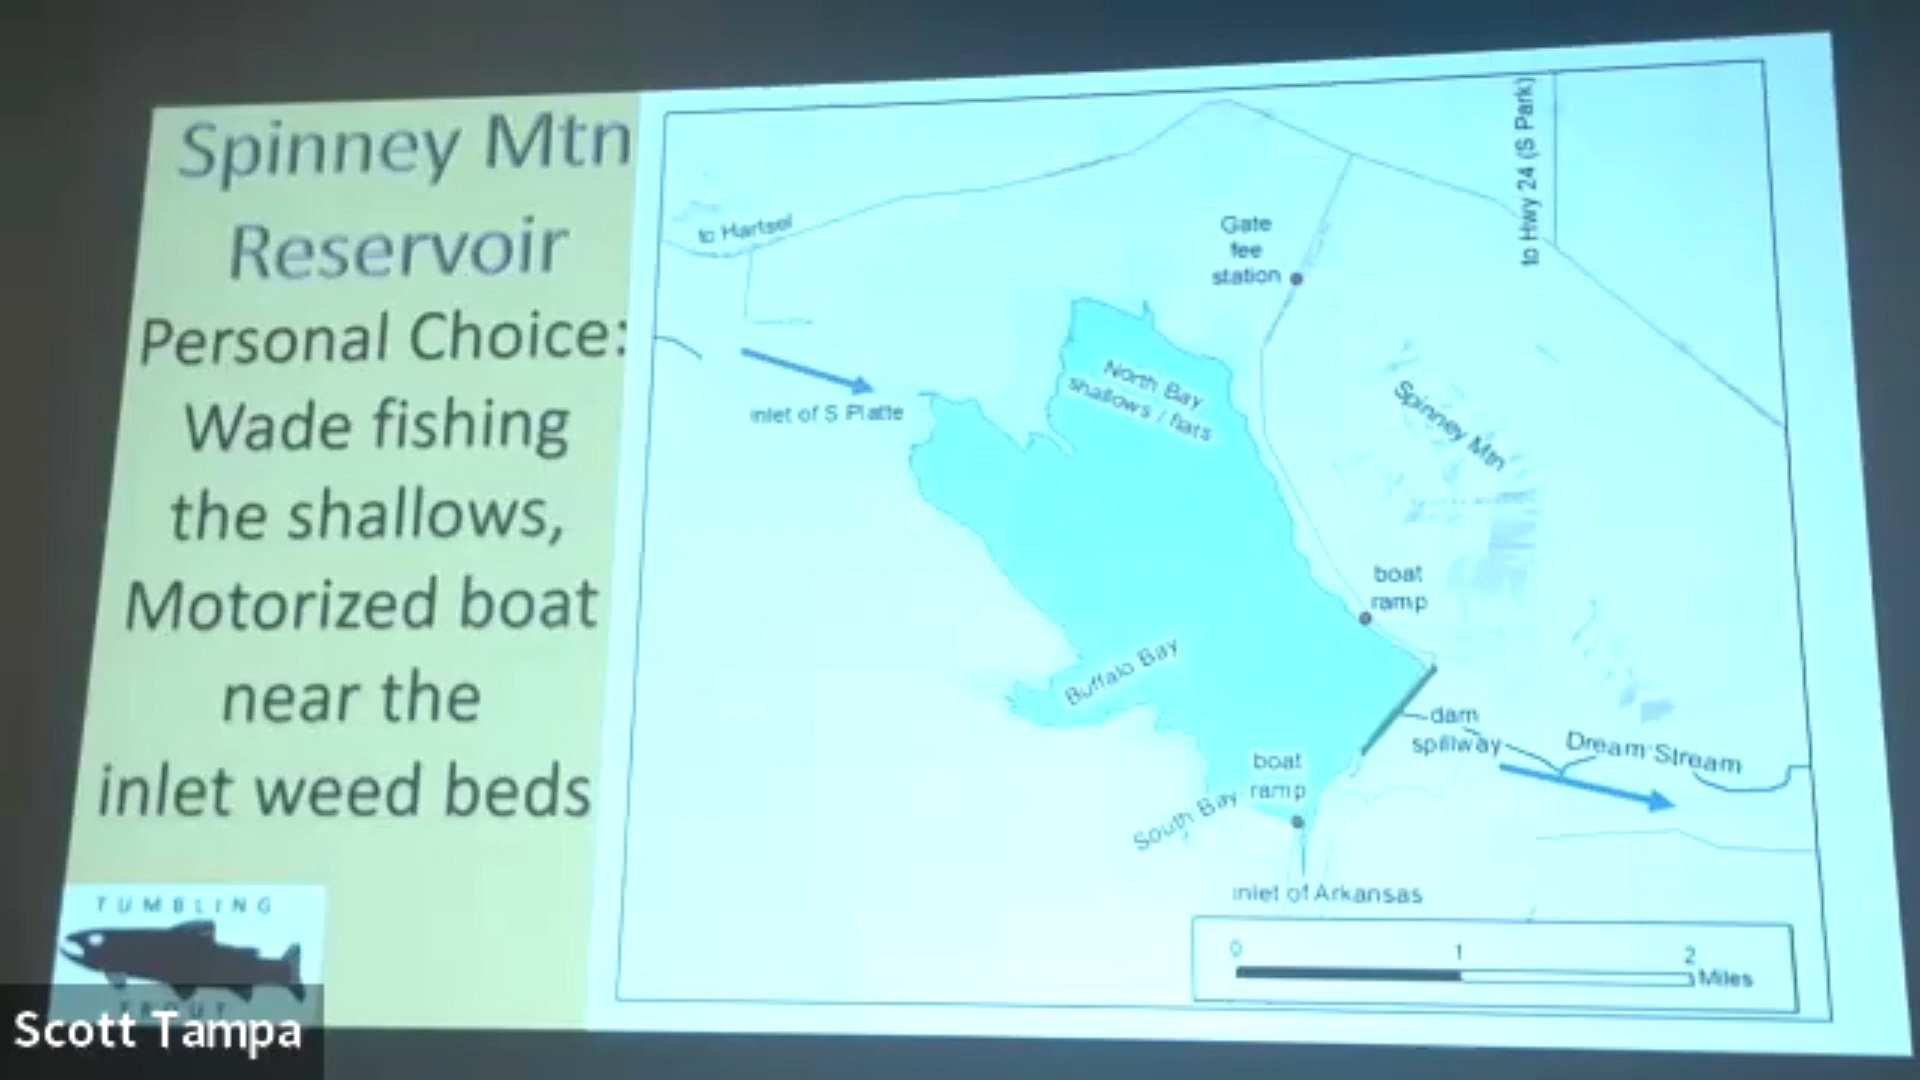 Spinney Mtn
Reservoir
Personal Choice:
Wade fishing
the shallows,
Motorized boat
near the
inlet weed beds
TUMBLING
TROUT
Scott Tampa
to Hartsel
to Hwy 24 (S Park)
Gate
fee
station
inlet of S Platte
North Bay
shallows / flats
Spinney Mtn
boat
ramp
Buffalo Bay
dam
spillway
Dream Stream
boat
ramp
South Bay
inlet of Arkansas
0 1 2
Miles